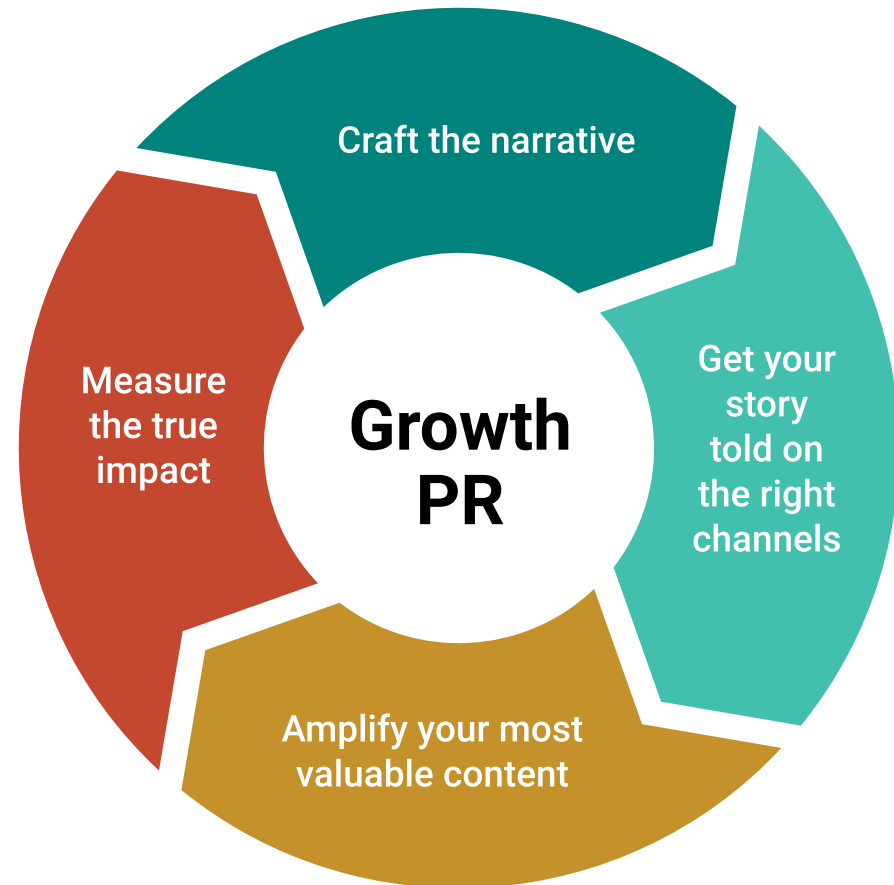 Craft the narrative
Get your
story
told on
the right
channels
Amplify your most
valuable content
Measure
the true
impact
Growth
PR